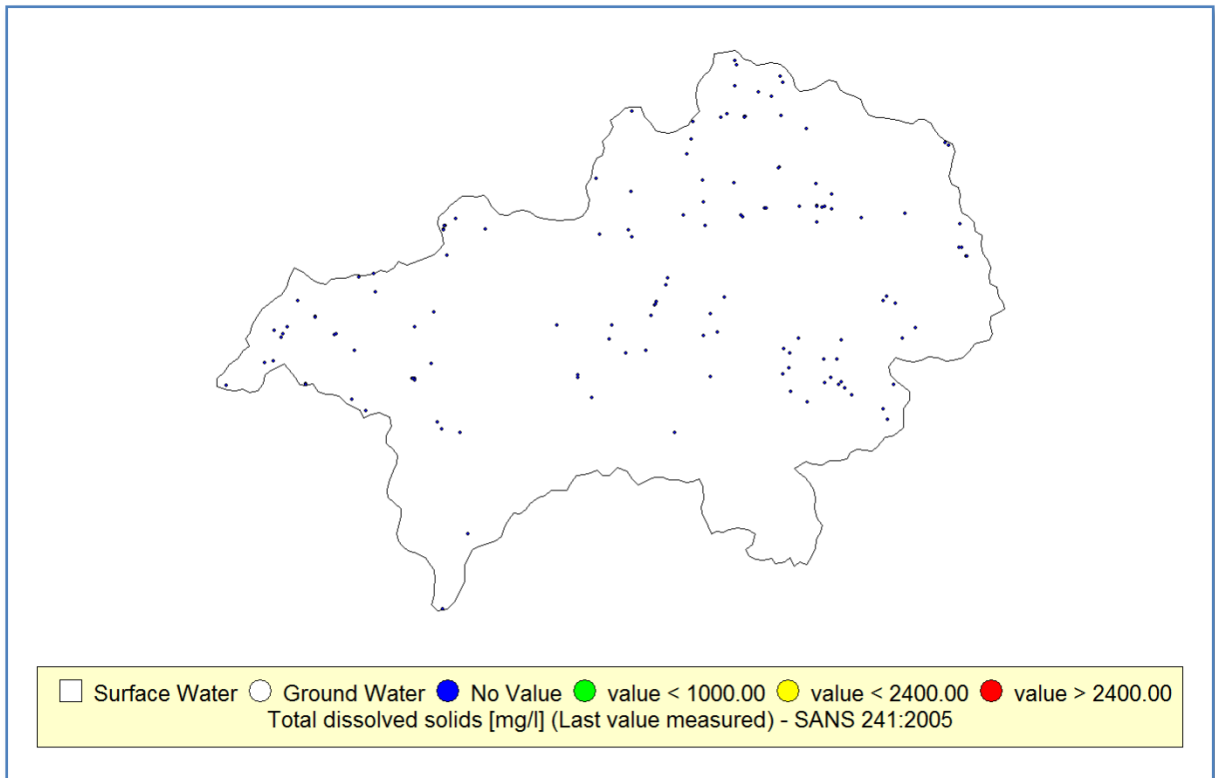 Surface Water Ground Water No Value value < 1000.00 value < 2400.00 value > 2400.00
Total dissolved solids [mg/l] (Last value measured) - SANS 241:2005